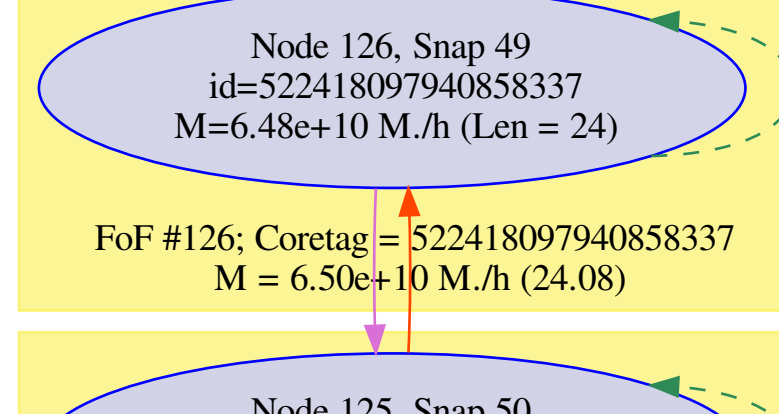 Node 126, Snap 49
id=522418097940858337
M=6.48e+10 M./h (Len = 24)
FoF #126; Coretag = 522418097940858337
M = 6.50e+10 M./h (24.08)
Node 125, Snap 50